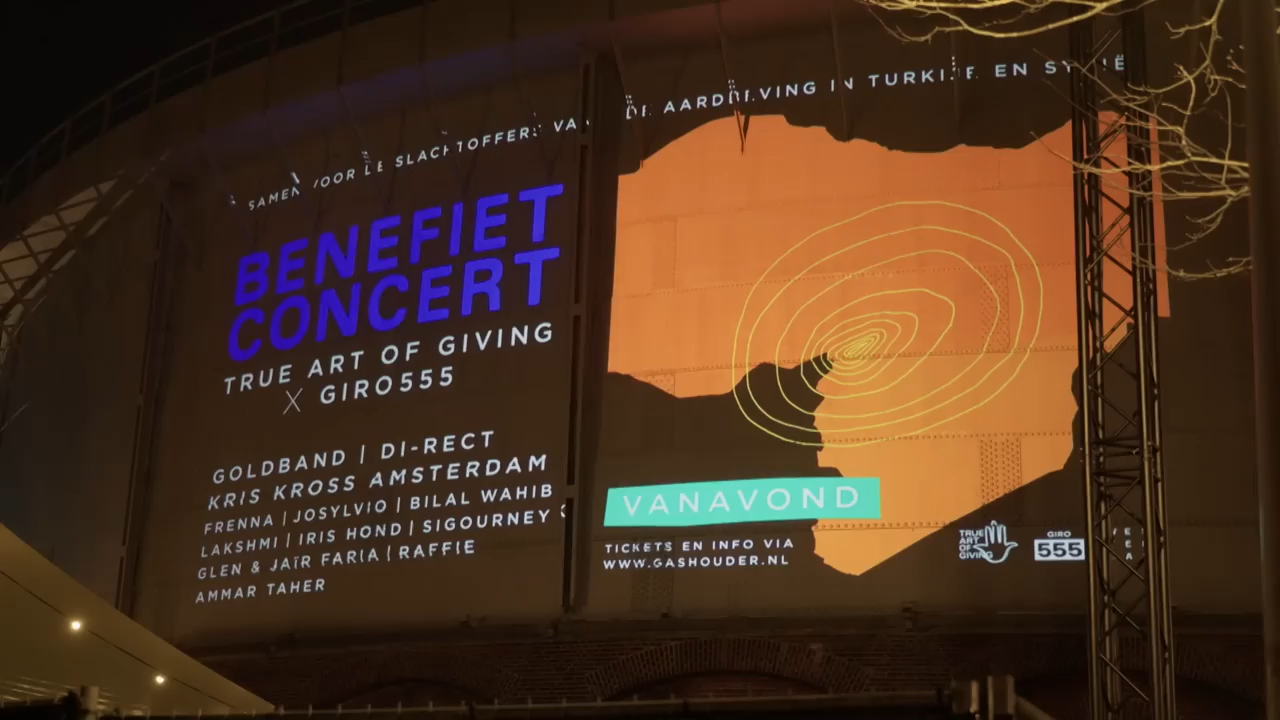 SAMEN VOOR DE SLACHTOFFERS VAN DE AARDBEVING IN TURKIJE EN SYRIË
BENEFIET
CONCERT
TRUE ART OF GIVING
X GIRO555
GOLDBAND | DI-RECT
KRIS KROSS AMSTERDAM
FRENNA | JOSYLVIO | BILAL WAHIB
LAKSHMI | IRIS HOND | SIGOURNEY
GLEN & JAÏR FARIA | RAFFIE
AMMAR TAHER
VANAVOND
TICKETS EN INFO VIA
WWW.GASHOUDER.NL
TRUE
ART
OF
GIVING
GIRO
555